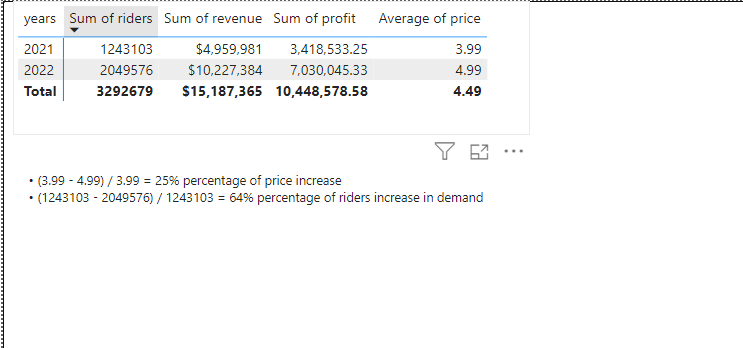 years Sum of riders Sum of revenue Sum of profit Average of price
2021 1243103 $4,959,981 3,418,533.25 3.99
2022 2049576 $10,227,384 7,030,045.33 4.99
Total 3292679 $15,187,365 10,448,578.58 4.49
• (3.99 - 4.99) / 3.99 = 25% percentage of price increase
• (1243103 - 2049576) / 1243103 = 64% percentage of riders increase in demand